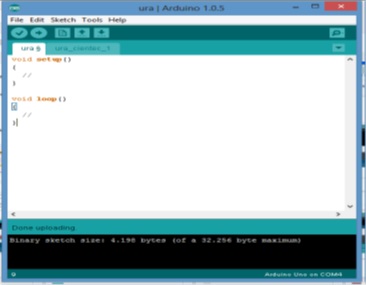 ura | Arduino 1.0.5
File Edit Sketch Tools Help
ura § ura_clenter_1
void setup()
{
//
}
void loop()
{
//
}
Done uploading.
Binary sketch size: 4.198 bytes (of a 32.256 byte maximum)
9 Arduino Uno on COM4